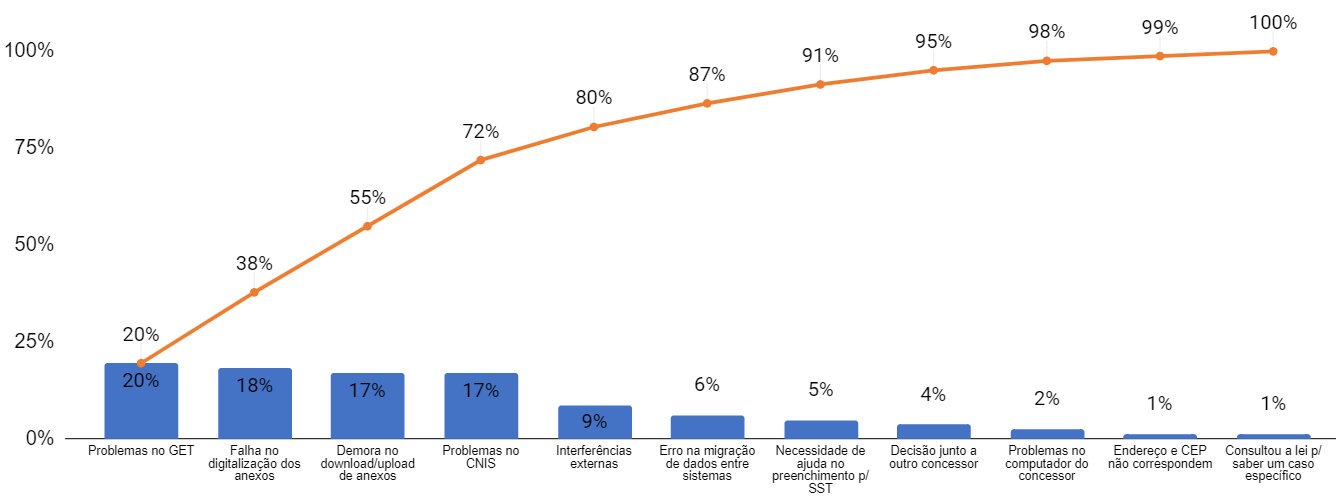 100%
99%
98%
95%
91%
87%
80%
72%
55%
38%
20%
100%
75%
50%
25%
0%
20%
18%
17%
17%
9%
6%
5%
4%
2%
1%
1%
Problemas no GET
Falha no
digitalização dos
anexos
Demora no
download/upload
de anexos
Problemas no
CNIS
Interferências
externas
Erro na migração
de dados entre
sistemas
Necessidade de
ajuda no
preenchimento p/
SST
Decisão junto a
outro concessor
Problemas no
computador do
concessor
Endereço e CEP
não correspondem
Consultou a lei p/
saber um caso
específico